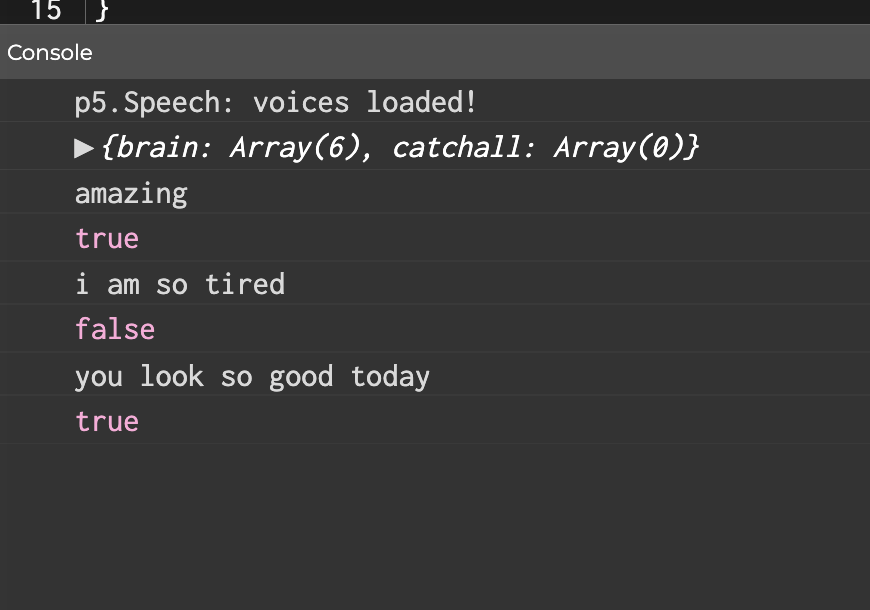 15 }
Console
p5.Speech: voices loaded!
▶{brain: Array(6), catchall: Array(0)}
amazing
true
i am so tired
false
you look so good today
true